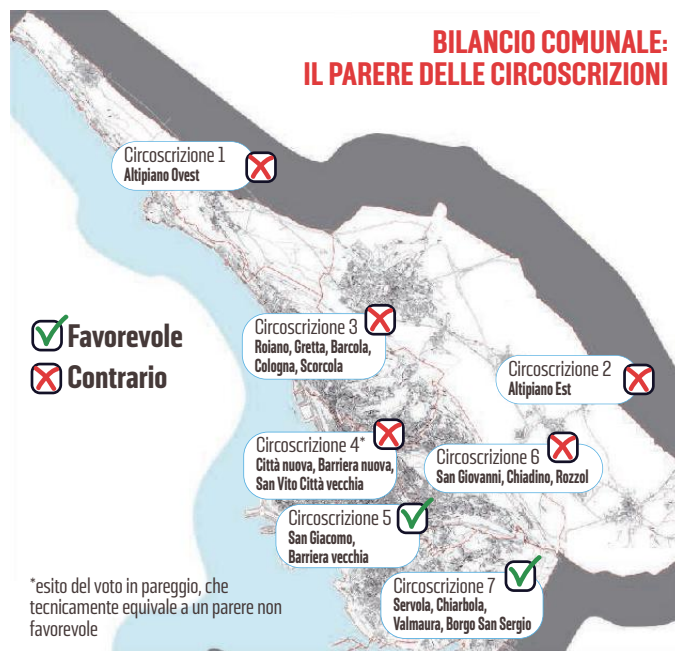 BILANCIO COMUNALE:
IL PARERE DELLE CIRCOSCRIZIONI
Circoscrizione 1
Altipiano Ovest
Favorevole
Contrario
Circoscrizione 3
Roiano, Gretta, Barcola,
Cologna, Scorcola
Circoscrizione 2
Altipiano Est
Circoscrizione 4*
Città nuova, Barriera nuova,
San Vito Città vecchia
Circoscrizione 6
San Giovanni, Chiadino, Rozzol
Circoscrizione 5
San Giacomo,
Barriera vecchia
Circoscrizione 7
Servola, Chiarbola,
Valmaura, Borgo San Sergio
*esito del voto in pareggio, che
tecnicamente equivale a un parere non
favorevole